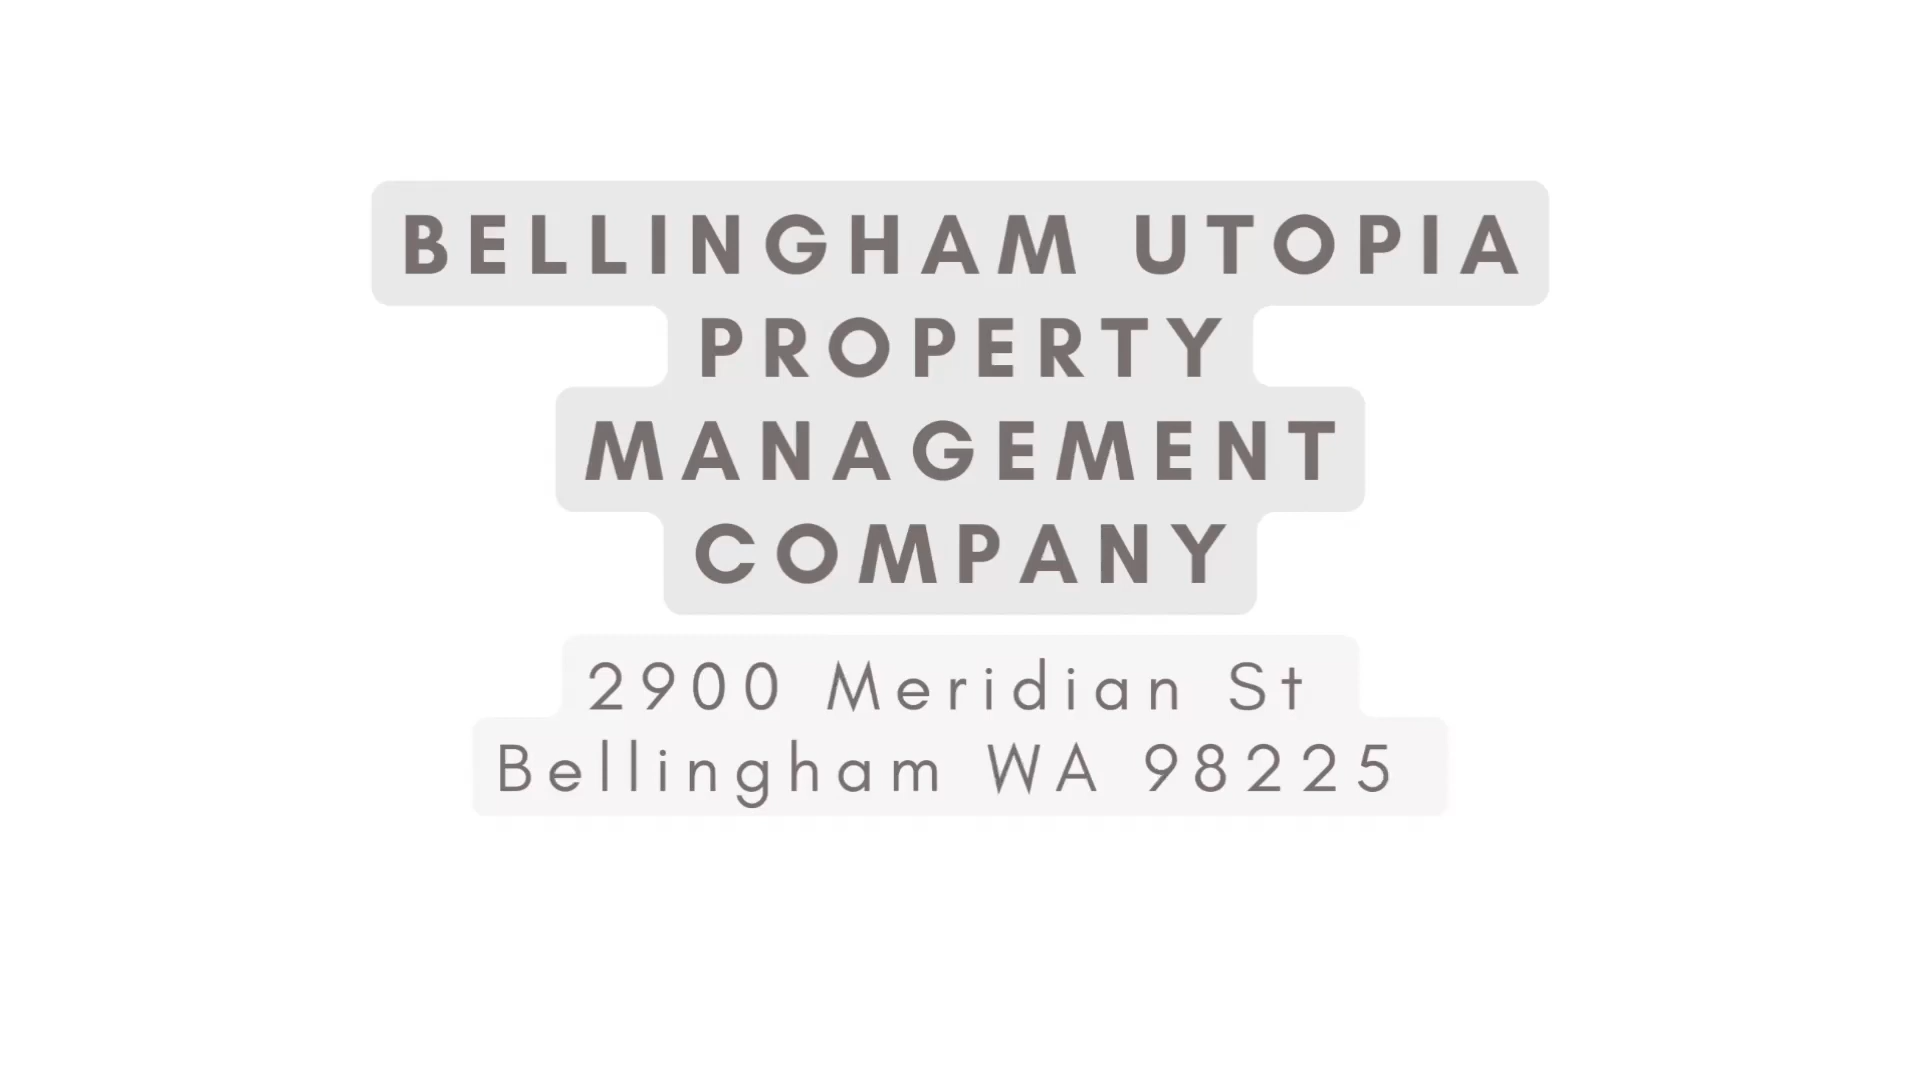 BELLINGHAM UTOPIA
PROPERTY
MANAGEMENT
COMPANY
2900 Meridian St
Bellingham WA 98225